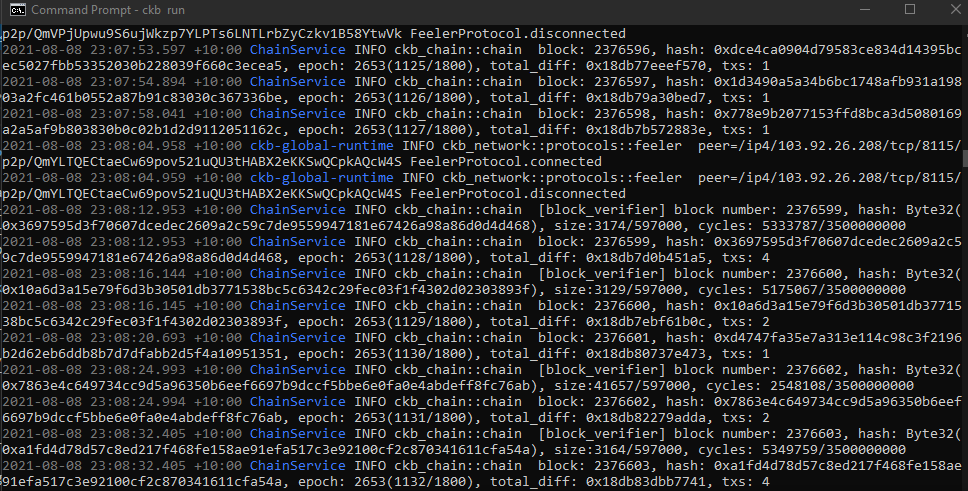 Command Prompt - ckb run
p2p/QmVPjUpwu9S6ujWkzp7YLPTs6LNTLrbZyCzkv1B58YtwVk FeelerProtocol.disconnected
2021-08-08 23:07:53.597 +10:00 ChainService INFO ckb_chain::chain  block: 2376596, hash: 0xdce4ca0904d79583ce834d14395bc
ec5027fbb53352030b228039f660c3ecea5, epoch: 2653(1125/1800), total_diff: 0x18db77eeef570, txs: 1
2021-08-08 23:07:54.894 +10:00 ChainService INFO ckb_chain::chain  block: 2376597, hash: 0x1d3490a5a34b6bc1748afb931a198
03a2fc461b0552a87b91c83030c367336be, epoch: 2653(1126/1800), total_diff: 0x18db79a30bed7, txs: 1
2021-08-08 23:07:58.041 +10:00 ChainService INFO ckb_chain::chain  block: 2376598, hash: 0x778e9b2077153ffd8bca3d5080169
a2a5af9b803830b0c02b1d2d9112051162c, epoch: 2653(1127/1800), total_diff: 0x18db7b572883e, txs: 1
2021-08-08 23:08:04.958 +10:00 ckb-global-runtime INFO ckb_network::protocols::feeler  peer=/ip4/103.92.26.208/tcp/8115/
p2p/QmYLTQECtaeCw69pov521uQU3tHABX2eKKSwQCpkAQcW4S FeelerProtocol.connected
2021-08-08 23:08:04.959 +10:00 ckb-global-runtime INFO ckb_network::protocols::feeler  peer=/ip4/103.92.26.208/tcp/8115/
p2p/QmYLTQECtaeCw69pov521uQU3tHABX2eKKSwQCpkAQcW4S FeelerProtocol.disconnected
2021-08-08 23:08:12.953 +10:00 ChainService INFO ckb_chain::chain  [block_verifier] block number: 2376599, hash: Byte32(
0x3697595d3f70607dcedec2609a2c59c7de9559947181e67426a98a86d0d4d468), size:3174/597000, cycles: 5333787/3500000000
2021-08-08 23:08:12.953 +10:00 ChainService INFO ckb_chain::chain  block: 2376599, hash: 0x3697595d3f70607dcedec2609a2c5
9c7de9559947181e67426a98a86d0d4d468, epoch: 2653(1128/1800), total_diff: 0x18db7d0b451a5, txs: 4
2021-08-08 23:08:16.144 +10:00 ChainService INFO ckb_chain::chain  [block_verifier] block number: 2376600, hash: Byte32(
0x10a6d3a15e79f6d3b30501db3771538bc5c6342c29fec03f1f4302d02303893f), size:3129/597000, cycles: 5175067/3500000000
2021-08-08 23:08:16.145 +10:00 ChainService INFO ckb_chain::chain  block: 2376600, hash: 0x10a6d3a15e79f6d3b30501db37715
38bc5c6342c29fec03f1f4302d02303893f, epoch: 2653(1129/1800), total_diff: 0x18db7ebf61b0c, txs: 2
2021-08-08 23:08:20.693 +10:00 ChainService INFO ckb_chain::chain  block: 2376601, hash: 0xd4747fa35e7a313e114c98c3f2196
b2d62eb6ddb8b7d7dfabb2d5f4a10951351, epoch: 2653(1130/1800), total_diff: 0x18db80737e473, txs: 1
2021-08-08 23:08:24.993 +10:00 ChainService INFO ckb_chain::chain  [block_verifier] block number: 2376602, hash: Byte32(
0x7863e4c649734cc9d5a96350b6eef6697b9dccf5bbe6e0fa0e4abdeff8fc76ab), size:41657/597000, cycles: 2548108/3500000000
2021-08-08 23:08:24.994 +10:00 ChainService INFO ckb_chain::chain  block: 2376602, hash: 0x7863e4c649734cc9d5a96350b6eef
6697b9dccf5bbe6e0fa0e4abdeff8fc76ab, epoch: 2653(1131/1800), total_diff: 0x18db82279adda, txs: 2
2021-08-08 23:08:32.405 +10:00 ChainService INFO ckb_chain::chain  [block_verifier] block number: 2376603, hash: Byte32(
0xa1fd4d78d57c8ed217f468fe158ae91efa517c3e92100cf2c870341611cfa54a), size:3164/597000, cycles: 5349759/3500000000
2021-08-08 23:08:32.405 +10:00 ChainService INFO ckb_chain::chain  block: 2376603, hash: 0xa1fd4d78d57c8ed217f468fe158ae
91efa517c3e92100cf2c870341611cfa54a, epoch: 2653(1132/1800), total_diff: 0x18db83dbb7741, txs: 4